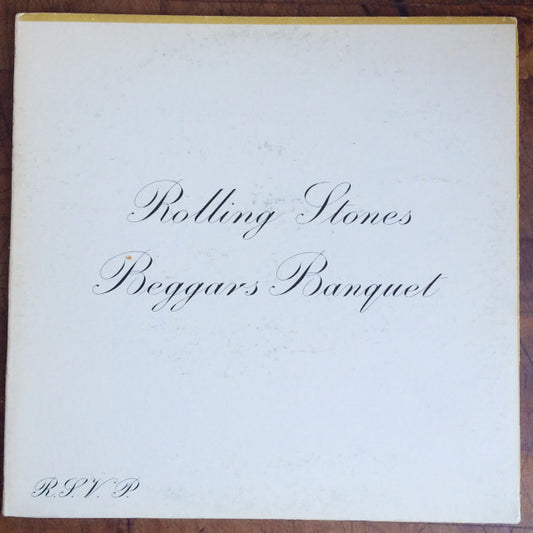 Rolling Stones
Beggars Banquet
R.S.V.P.